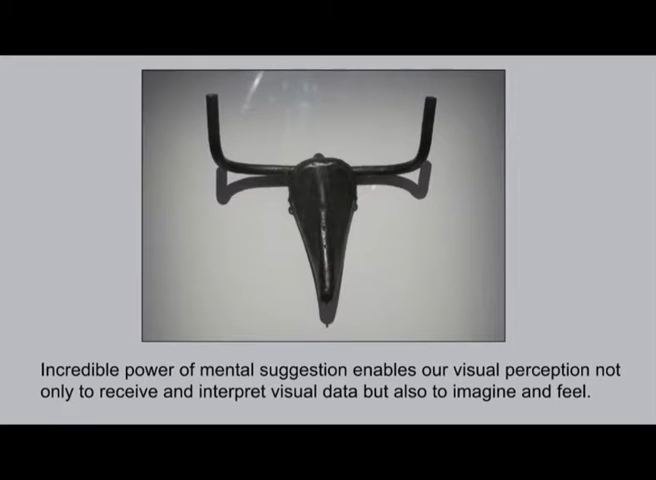 Incredible power of mental suggestion enables our visual perception not
only to receive and interpret visual data but also to imagine and feel.